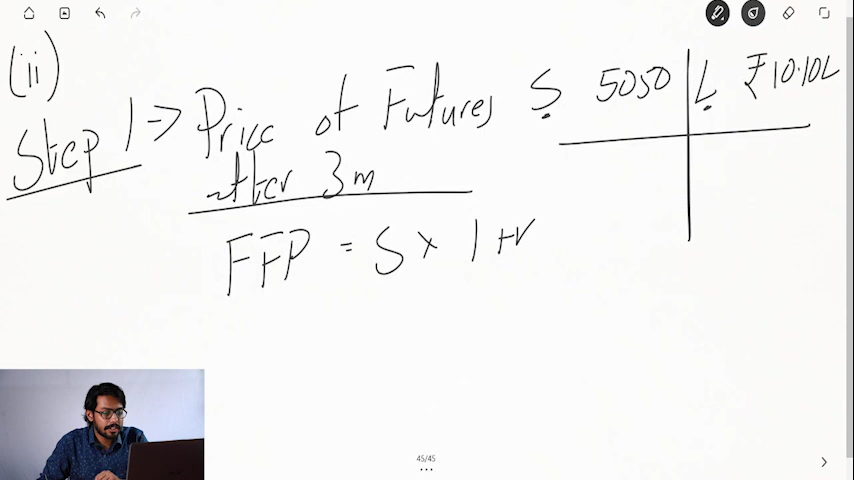 (ii)
Step 1 => Price of Futures
after 3m
FFP = S × 1+r
S 5050 L ₹10.10L
45/45